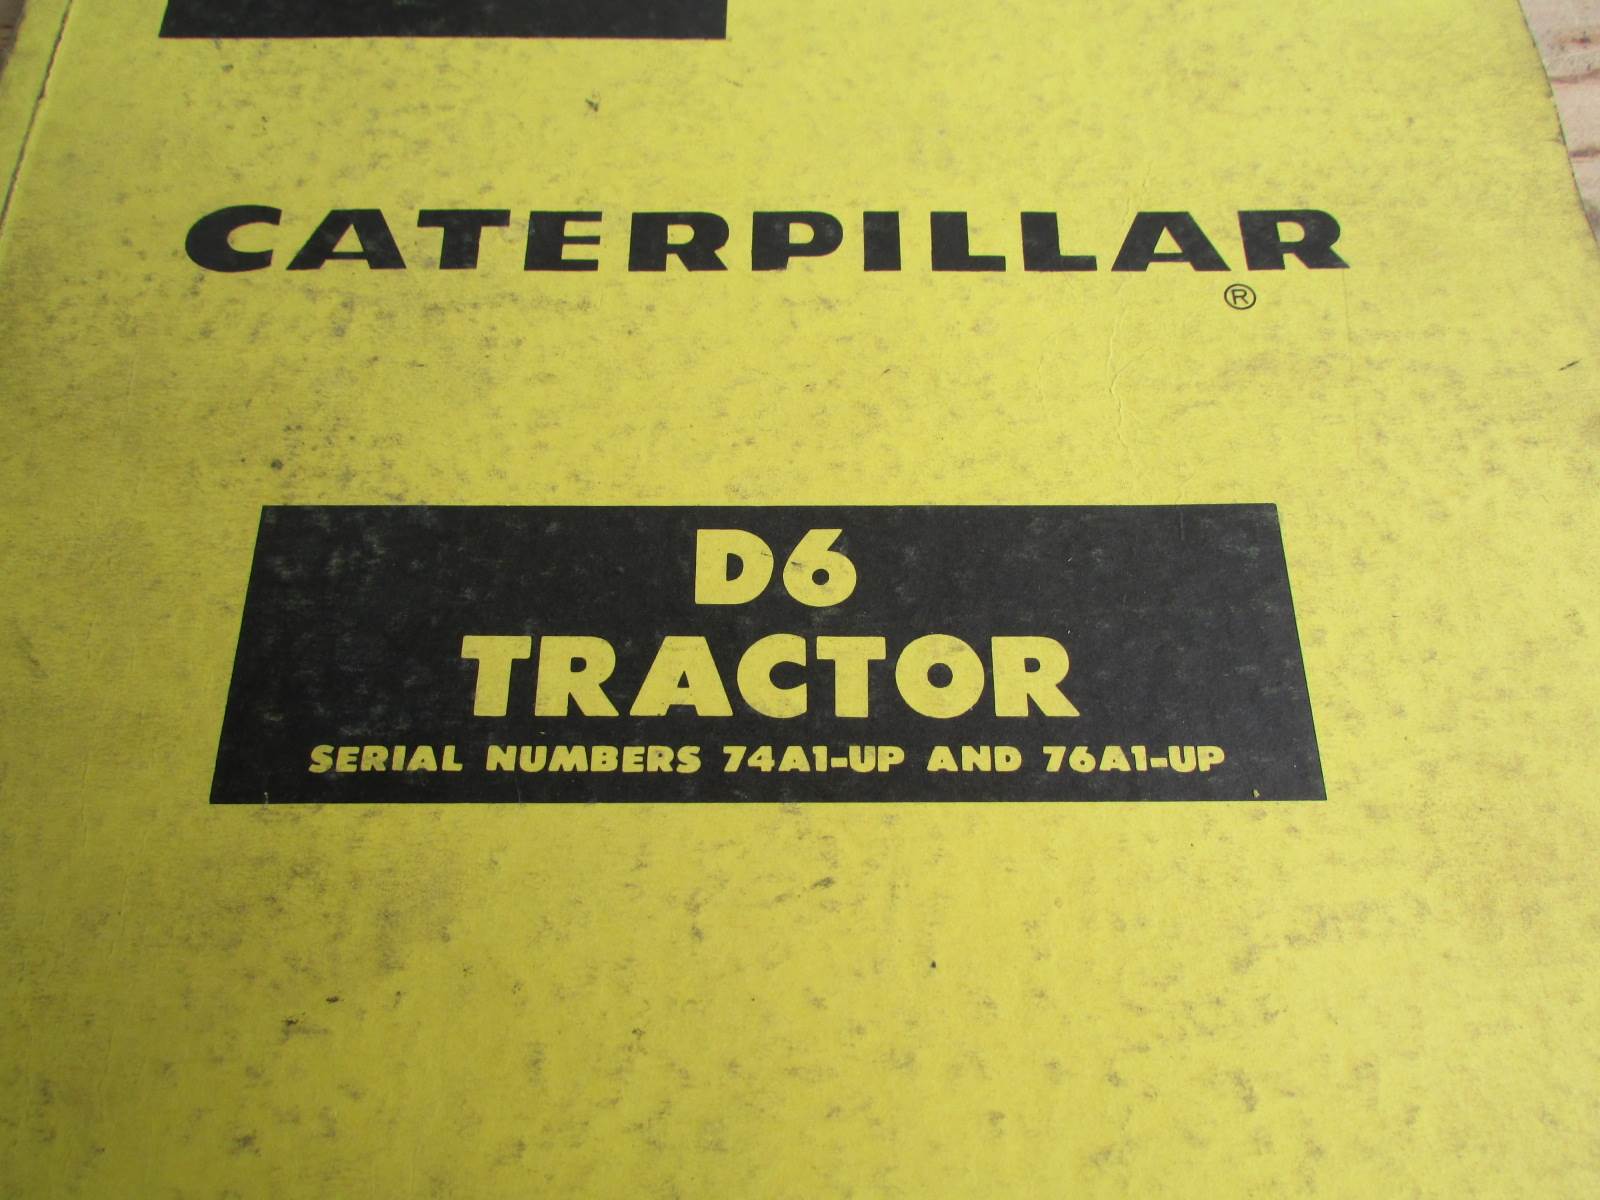 CATERPILLAR
®
D6
TRACTOR
SERIAL NUMBERS 74A1-UP AND 76A1-UP